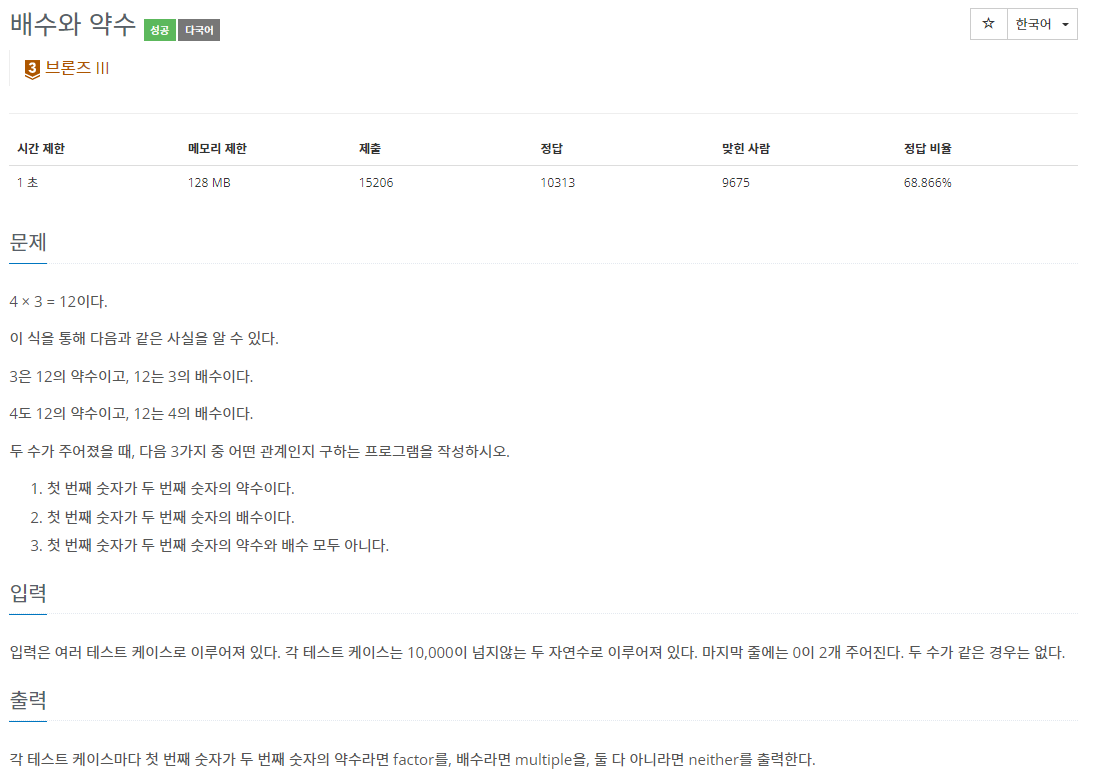 배수와 약수 성공 다국어
☆ 한국어
3 브론즈 III
시간 제한 메모리 제한 제출 정답 맞힌 사람 정답 비율
1 초 128 MB 15206 10313 9675 68.866%
문제
4 × 3 = 12이다.
이 식을 통해 다음과 같은 사실을 알 수 있다.
3은 12의 약수이고, 12는 3의 배수이다.
4도 12의 약수이고, 12는 4의 배수이다.
두 수가 주어졌을 때, 다음 3가지 중 어떤 관계인지 구하는 프로그램을 작성하시오.
1. 첫 번째 숫자가 두 번째 숫자의 약수이다.
2. 첫 번째 숫자가 두 번째 숫자의 배수이다.
3. 첫 번째 숫자가 두 번째 숫자의 약수와 배수 모두 아니다.
입력
입력은 여러 테스트 케이스로 이루어져 있다. 각 테스트 케이스는 10,000이 넘지않는 두 자연수로 이루어져 있다. 마지막 줄에는 0이 2개 주어진다. 두 수가 같은 경우는 없다.
출력
각 테스트 케이스마다 첫 번째 숫자가 두 번째 숫자의 약수라면 factor를, 배수라면 multiple을, 둘 다 아니라면 neither를 출력한다.